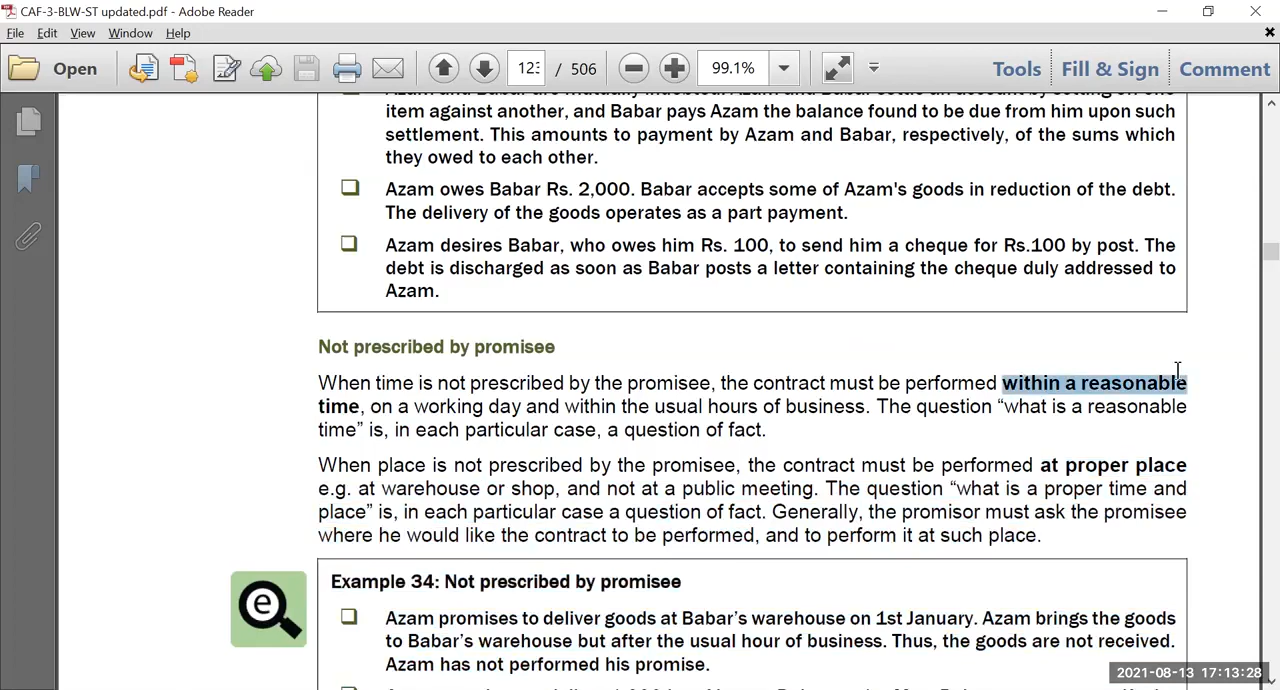 CAF-3-BLW-ST updated.pdf - Adobe Reader
File Edit View Window Help
Open 123 / 506 99.1% Tools Fill & Sign Comment
item against another, and Babar pays Azam the balance found to be due from him upon such
settlement. This amounts to payment by Azam and Babar, respectively, of the sums which
they owed to each other.
Azam owes Babar Rs. 2,000. Babar accepts some of Azam's goods in reduction of the debt.
The delivery of the goods operates as a part payment.
Azam desires Babar, who owes him Rs. 100, to send him a cheque for Rs.100 by post. The
debt is discharged as soon as Babar posts a letter containing the cheque duly addressed to
Azam.
Not prescribed by promisee
When time is not prescribed by the promisee, the contract must be performed within a reasonable
time, on a working day and within the usual hours of business. The question “what is a reasonable
time” is, in each particular case, a question of fact.
When place is not prescribed by the promisee, the contract must be performed at proper place
e.g. at warehouse or shop, and not at a public meeting. The question “what is a proper time and
place” is, in each particular case a question of fact. Generally, the promisor must ask the promisee
where he would like the contract to be performed, and to perform it at such place.
e
Example 34: Not prescribed by promisee
Azam promises to deliver goods at Babar’s warehouse on 1st January. Azam brings the goods
to Babar’s warehouse but after the usual hour of business. Thus, the goods are not received.
Azam has not performed his promise.
2021-08-13 17:13:28